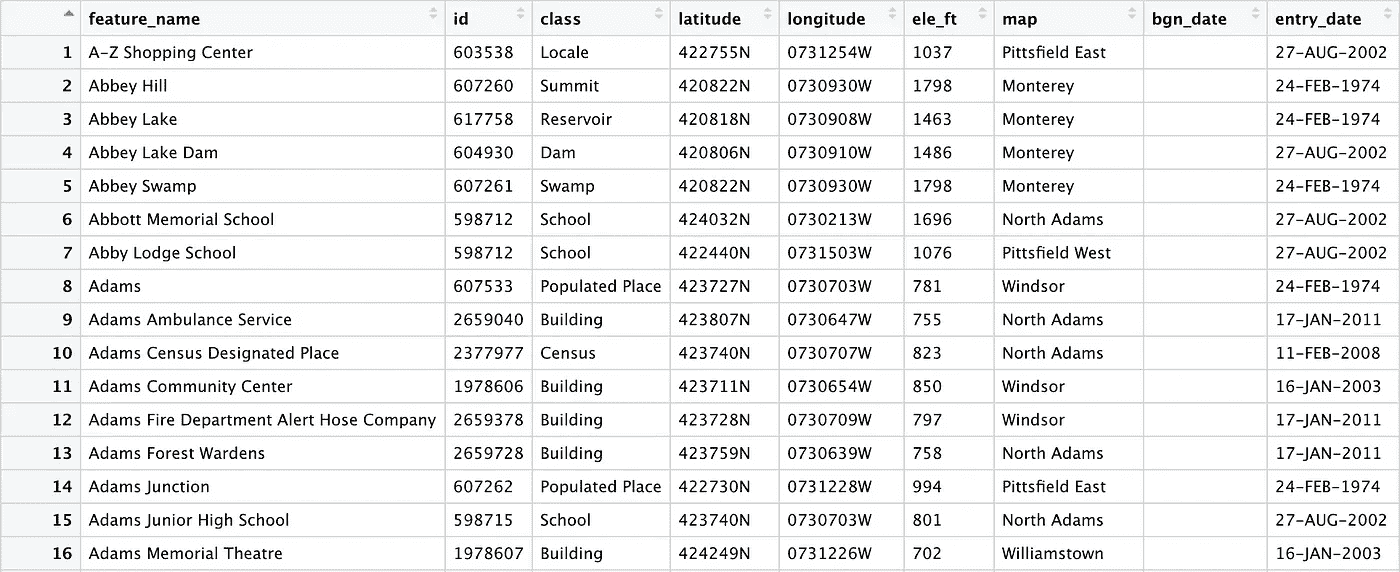 feature_name id class latitude longitude ele_ft map bgn_date entry_date
1 A-Z Shopping Center 603538 Locale 422755N 0731254W 1037 Pittsfield East 27-AUG-2002
2 Abbey Hill 607260 Summit 420822N 0730930W 1798 Monterey 24-FEB-1974
3 Abbey Lake 617758 Reservoir 420818N 0730908W 1463 Monterey 24-FEB-1974
4 Abbey Lake Dam 604930 Dam 420806N 0730910W 1486 Monterey 27-AUG-2002
5 Abbey Swamp 607261 Swamp 420822N 0730930W 1798 Monterey 24-FEB-1974
6 Abbott Memorial School 598712 School 424032N 0730213W 1696 North Adams 27-AUG-2002
7 Abby Lodge School 598712 School 422440N 0731503W 1076 Pittsfield West 27-AUG-2002
8 Adams 607533 Populated Place 423727N 0730703W 781 Windsor 24-FEB-1974
9 Adams Ambulance Service 2659040 Building 423807N 0730647W 755 North Adams 17-JAN-2011
10 Adams Census Designated Place 2377977 Census 423740N 0730707W 823 North Adams 11-FEB-2008
11 Adams Community Center 1978606 Building 423711N 0730654W 850 Windsor 16-JAN-2003
12 Adams Fire Department Alert Hose Company 2659378 Building 423728N 0730709W 797 Windsor 17-JAN-2011
13 Adams Forest Wardens 2659728 Building 423759N 0730639W 758 North Adams 17-JAN-2011
14 Adams Junction 607262 Populated Place 422730N 0731228W 994 Pittsfield East 24-FEB-1974
15 Adams Junior High School 598715 School 423740N 0730703W 801 North Adams 27-AUG-2002
16 Adams Memorial Theatre 1978607 Building 424249N 0731226W 702 Williamstown 16-JAN-2003